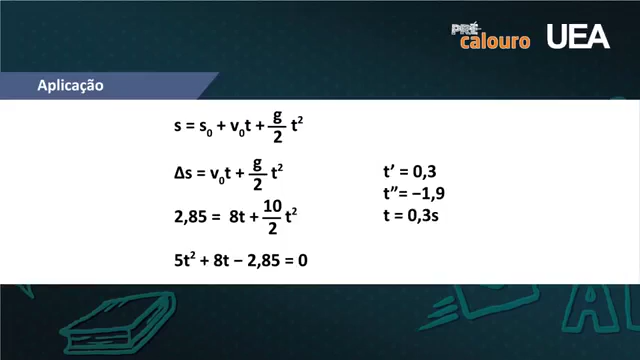 PRÉ-
calouro UEA
Aplicação
s = s₀ + v₀t + g/2 t²
Δs = v₀t + g/2 t²
2,85 = 8t + 10/2 t²
5t² + 8t − 2,85 = 0
t’ = 0,3
t” = −1,9
t = 0,3s